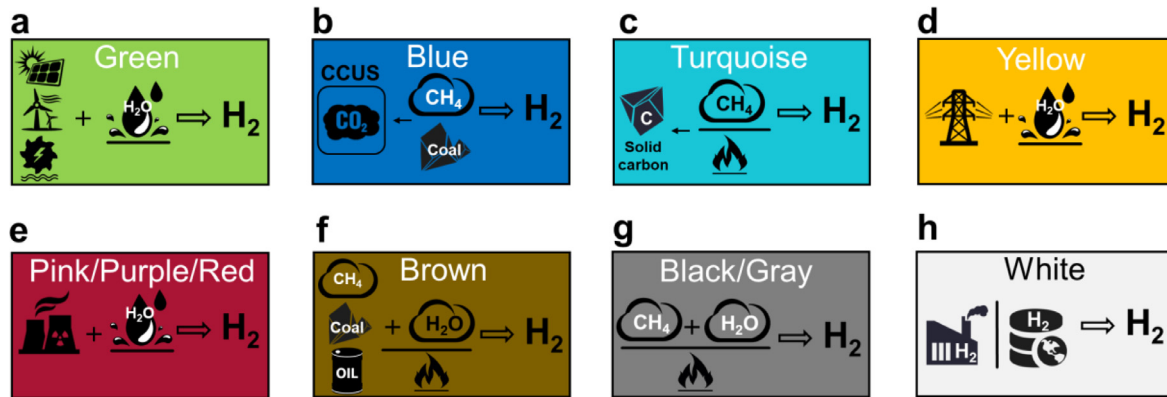 a
Green
H₂O
+
⇒ H₂
b
Blue
CCUS
CO₂
←
CH₄
Coal
⇒ H₂
c
Turquoise
C
←
Solid
carbon
CH₄
⇒ H₂
d
Yellow
+
H₂O
⇒ H₂
e
Pink/Purple/Red
+
H₂O
⇒ H₂
f
Brown
CH₄
Coal
OIL
+
H₂O
⇒ H₂
g
Black/Gray
CH₄ + H₂O
⇒ H₂
h
White
H₂
H₂
⇒ H₂